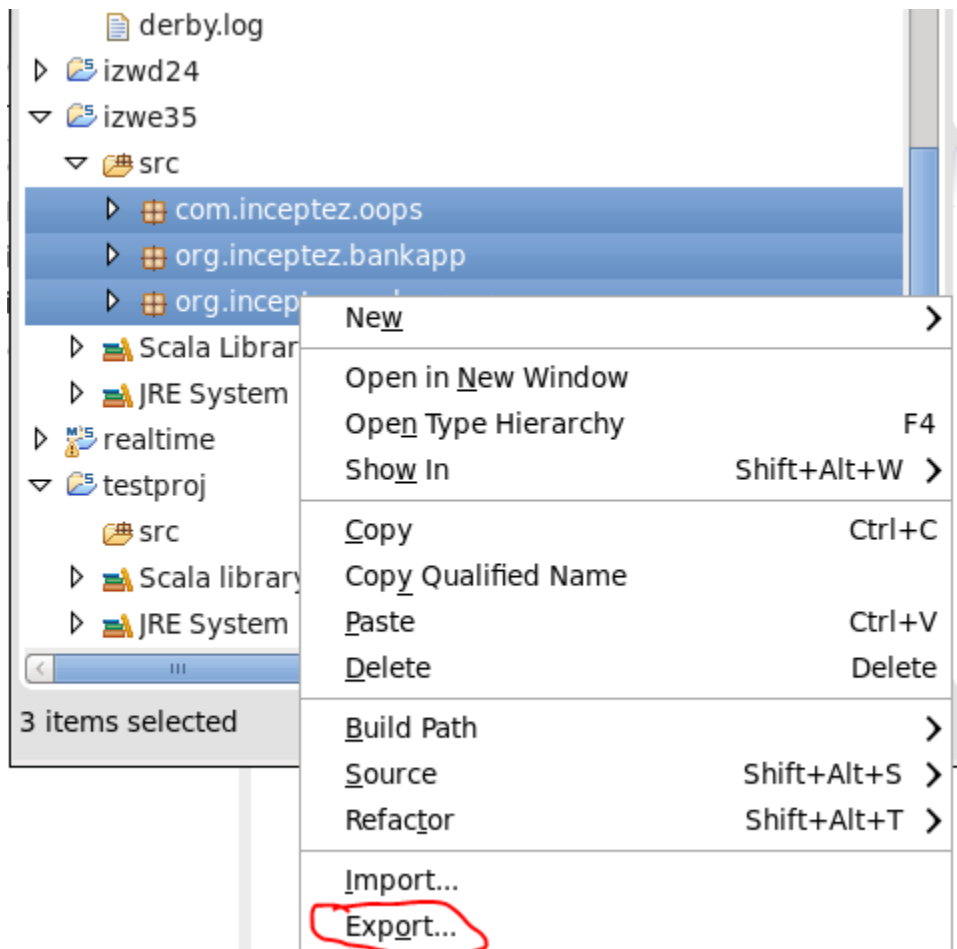 derby.log
izwd24
izwe35
src
com.inceptez.oops
org.inceptez.bankapp
New
Scala Librar
Open in New Window
JRE System
Open Type Hierarchy F4
realtime
Show In Shift+Alt+W
testproj
src
Copy Ctrl+C
Scala library
Copy Qualified Name
JRE System
Paste Ctrl+V
Delete Delete
3 items selected
Build Path
Source Shift+Alt+S
Refactor Shift+Alt+T
Import...
Export...